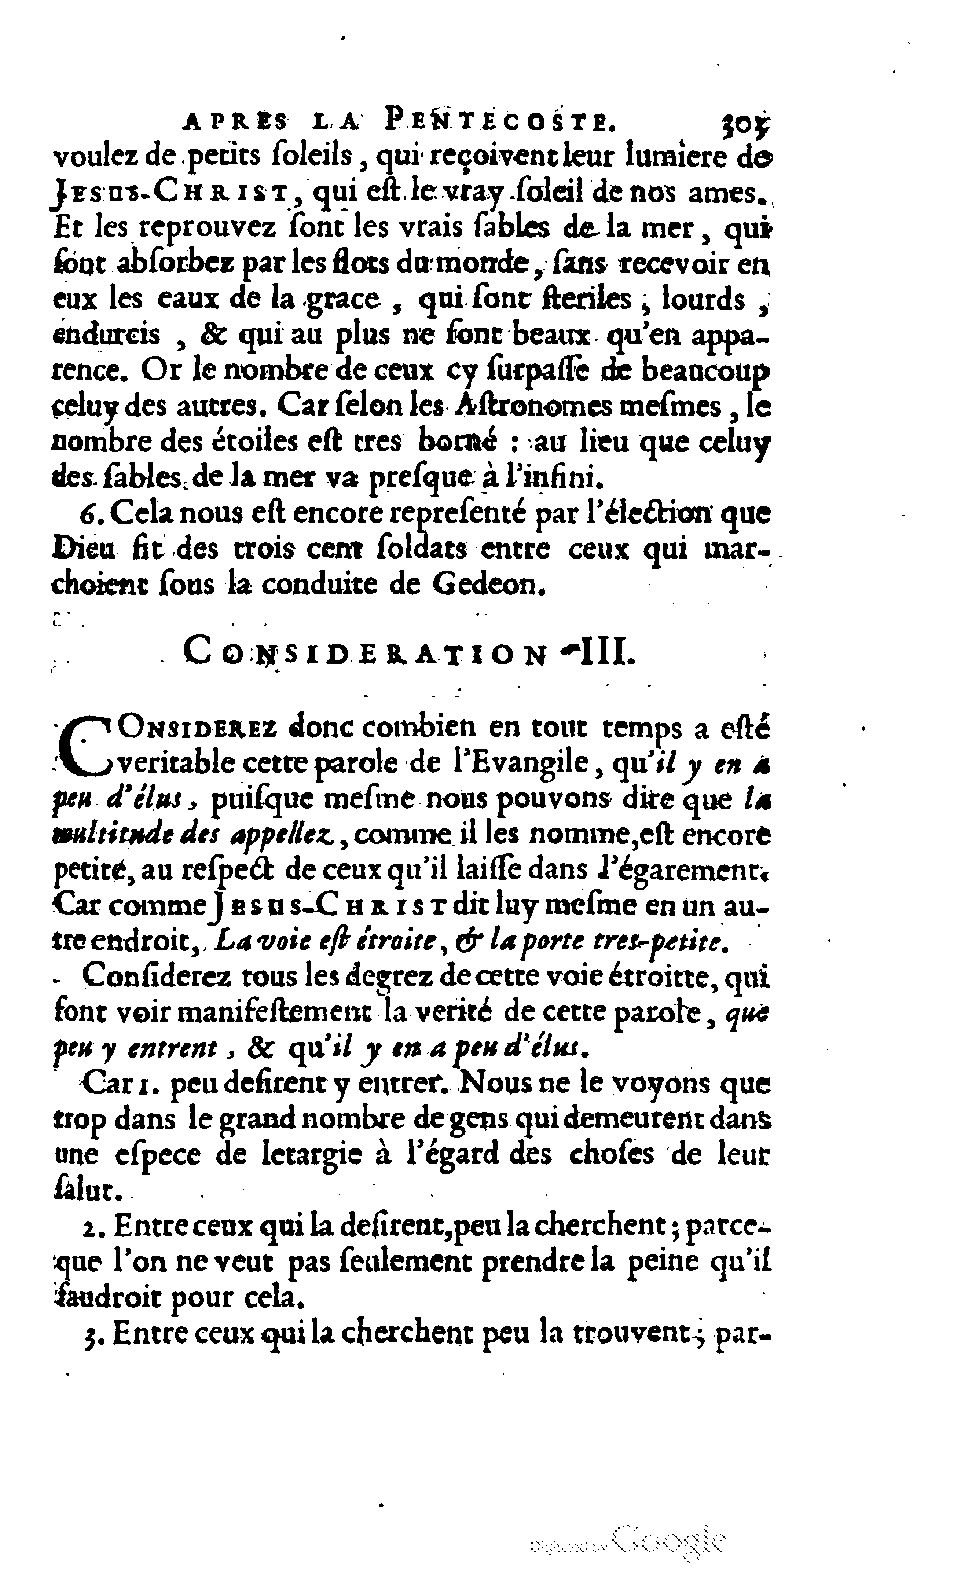 APRES LA PENTECOSTE. 305
voulez de petits ſoleils, qui reçoivent leur lumiere de
JESUS-CHRIST, qui eſt le vray ſoleil de nos ames.
Et les reprouvez ſont les vrais ſables de la mer, qui
ſont abſorbez par les flots du monde, ſans recevoir en
eux les eaux de la grace, qui ſont ſteriles, lourds,
endurcis, & qui au plus ne ſont beaux qu'en appa-
rence. Or le nombre de ceux cy ſurpaſſe de beaucoup
celuy des autres. Car ſelon les Aſtronomes meſmes, le
nombre des étoiles eſt tres borné : au lieu que celuy
des ſables de la mer va preſque à l'infini.
6. Cela nous eſt encore repreſenté par l'élection que
Dieu fit des trois cent ſoldats entre ceux qui mar-
choient ſous la conduite de Gedeon.
CONSIDERATION III.
CONSIDEREZ donc combien en tout temps a eſté
veritable cette parole de l'Evangile, qu'il y en a
peu d'élus, puiſque meſme nous pouvons dire que la
multitude des appellez, comme il les nomme, eſt encore
petite, au reſpect de ceux qu'il laiſſe dans l'égarement.
Car comme JESUS-CHRIST dit luy meſme en un au-
tre endroit, La voie eſt étroite, & la porte tres-petite.
Conſiderez tous les degrez de cette voie étroitte, qui
font voir manifeſtement la verité de cette parole, que
peu y entrent, & qu'il y en a peu d'élus.
Car 1. peu deſirent y entrer. Nous ne le voyons que
trop dans le grand nombre de gens qui demeurent dans
une eſpece de letargie à l'égard des choſes de leur
ſalut.
2. Entre ceux qui la deſirent, peu la cherchent ; parce-
que l'on ne veut pas ſeulement prendre la peine qu'il
faudroit pour cela.
3. Entre ceux qui la cherchent peu la trouvent ; par-
Digitized by Google